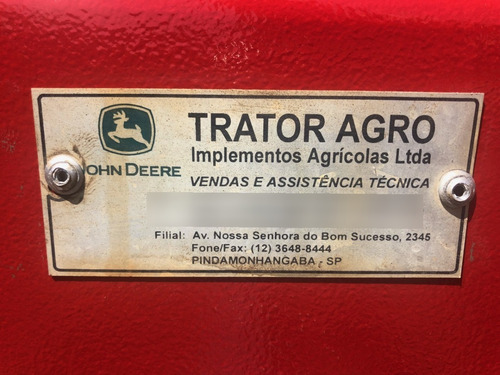 TRATOR AGRO
Implementos Agrícolas Ltda
JOHN DEERE
VENDAS E ASSISTÊNCIA TÉCNICA
Filial: Av. Nossa Senhora do Bom Sucesso, 2345
Fone/Fax: (12) 3648-8444
PINDAMONHANGABA - SP